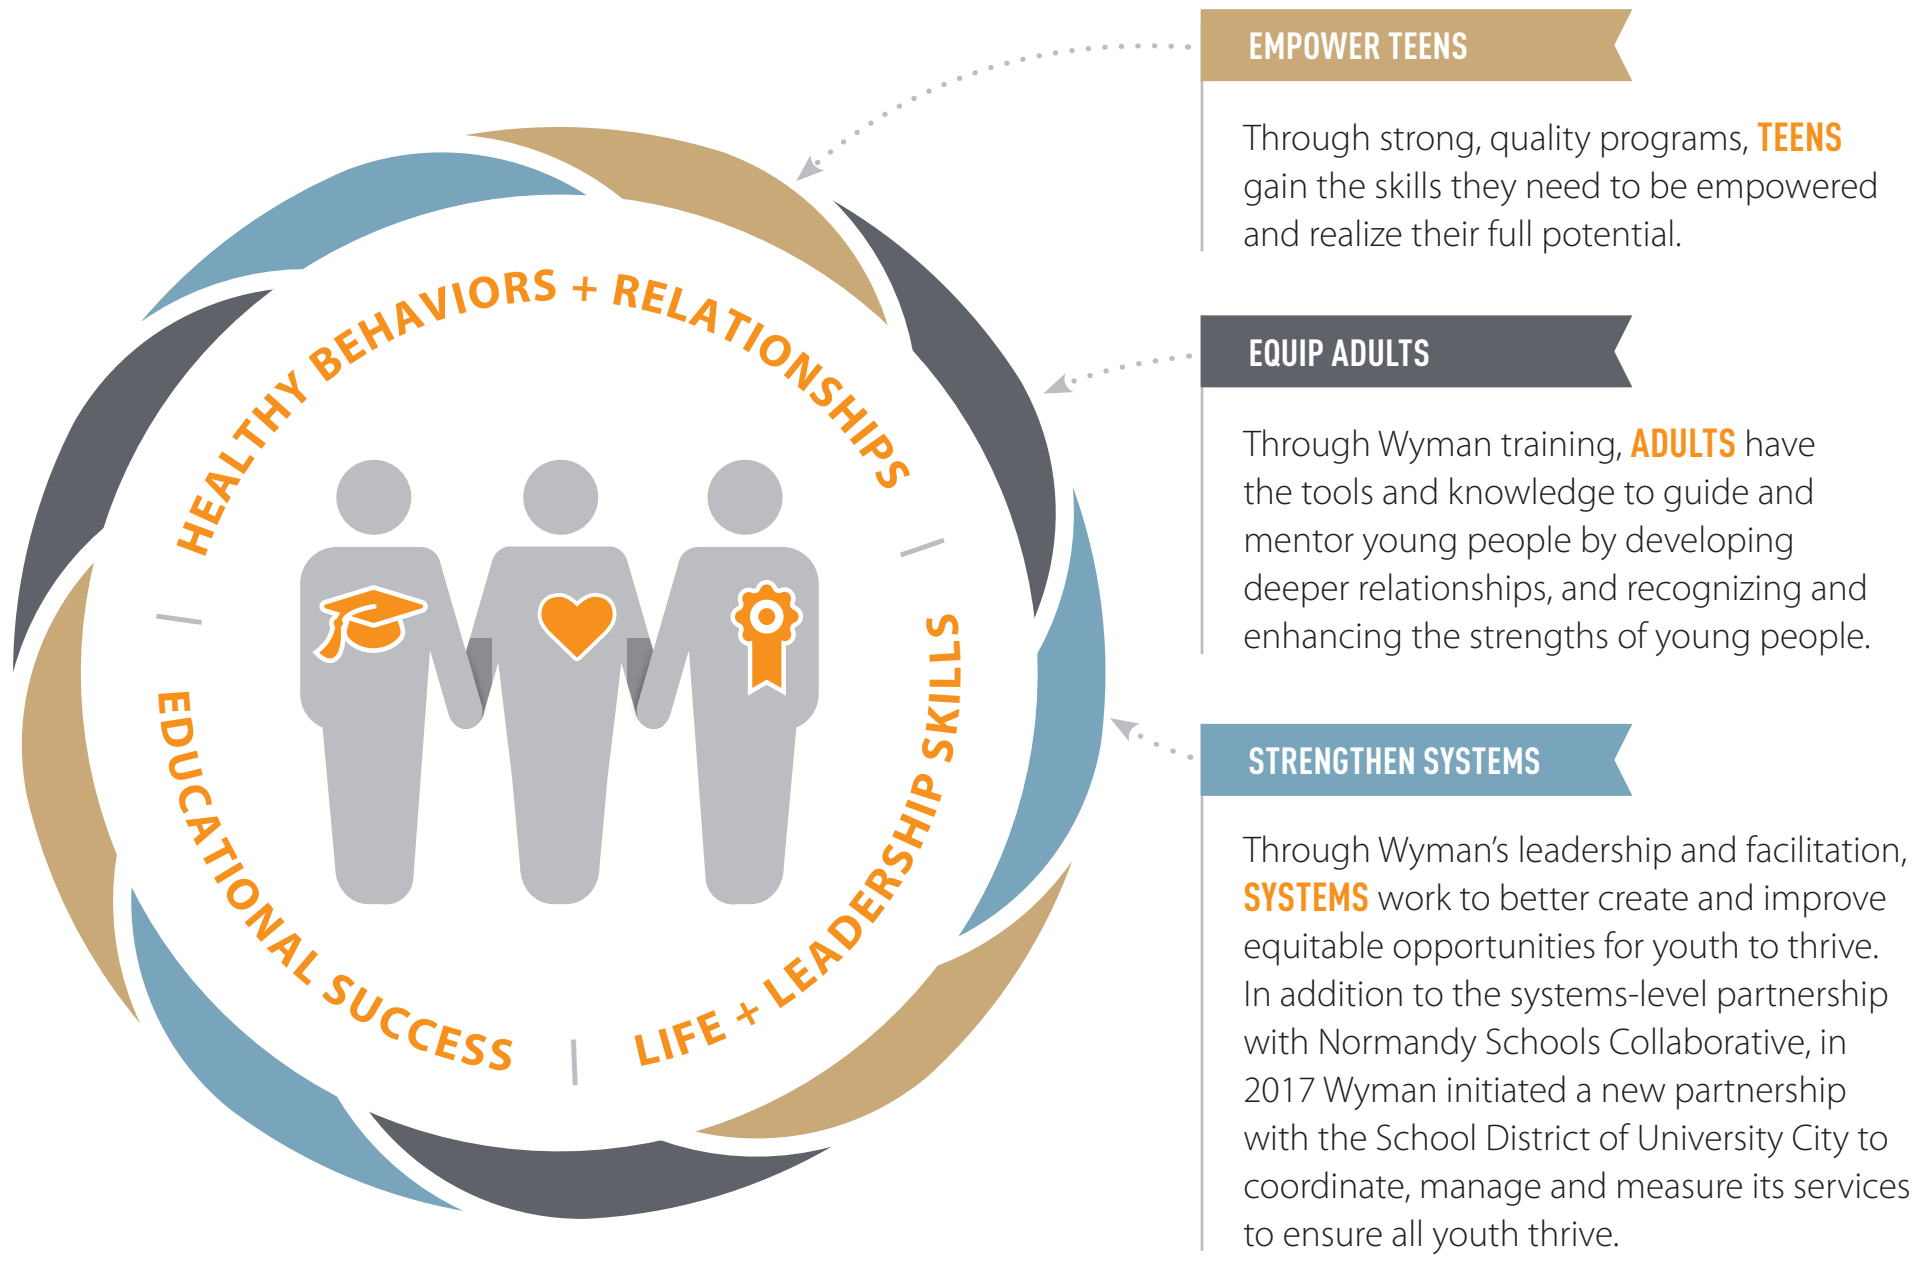 HEALTHY BEHAVIORS + RELATIONSHIPS
EDUCATIONAL SUCCESS
LIFE + LEADERSHIP SKILLS
EMPOWER TEENS
Through strong, quality programs, TEENS
gain the skills they need to be empowered
and realize their full potential.
EQUIP ADULTS
Through Wyman training, ADULTS have
the tools and knowledge to guide and
mentor young people by developing
deeper relationships, and recognizing and
enhancing the strengths of young people.
STRENGTHEN SYSTEMS
Through Wyman’s leadership and facilitation,
SYSTEMS work to better create and improve
equitable opportunities for youth to thrive.
In addition to the systems-level partnership
with Normandy Schools Collaborative, in
2017 Wyman initiated a new partnership
with the School District of University City to
coordinate, manage and measure its services
to ensure all youth thrive.